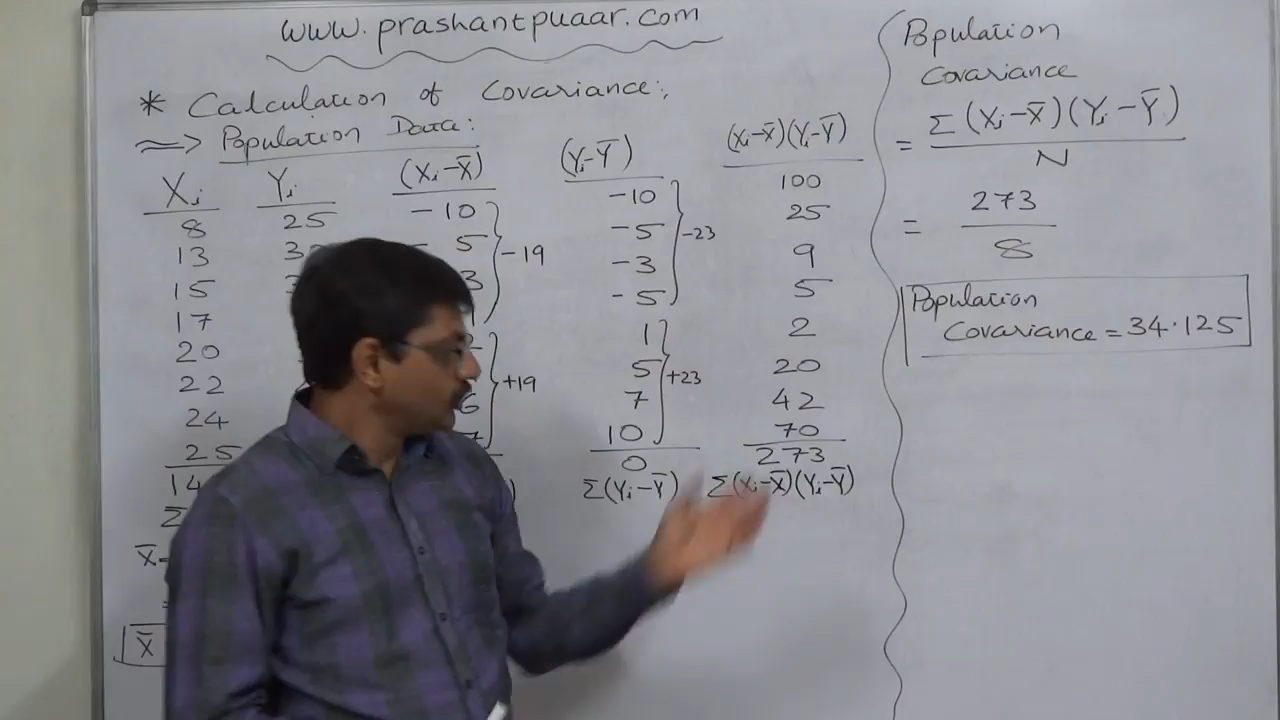 www.prashantpuaar.com
* Calculation of Covariance:,
~> Population Data:
Xi Yi (Xi-X̄) (Yi-Ȳ) (Xi-X̄)(Yi-Ȳ)
8 25 -10 -10 100
13 5 -5 25
15 3 -3 9
17 -5 5
-19 -23
20 1 2
22 5 20
24 6 7 42
25 10 70
+19 +23
0 273
Σ(Yi-Ȳ) Σ(Xi-X̄)(Yi-Ȳ)
X̄
X̄
Population
Covariance
= Σ(Xi-X̄)(Yi-Ȳ)
N
= 273
8
Population
Covariance = 34.125